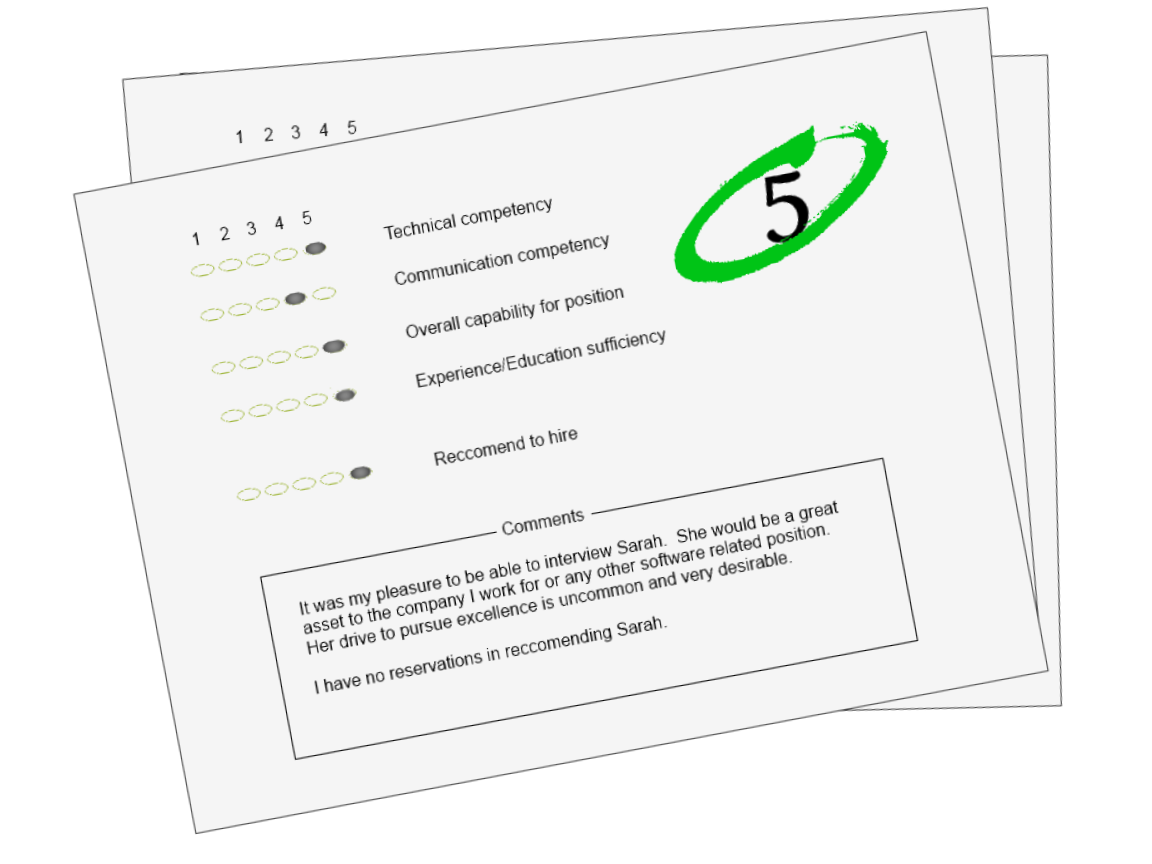 1 2 3 4 5
1 2 3 4 5
Technical competency
5
Communication competency
Overall capability for position
Experience/Education sufficiency
Reccomend to hire
Comments
It was my pleasure to be able to interview Sarah. She would be a great
asset to the company I work for or any other software related position.
Her drive to pursue excellence is uncommon and very desirable.
I have no reservations in reccomending Sarah.